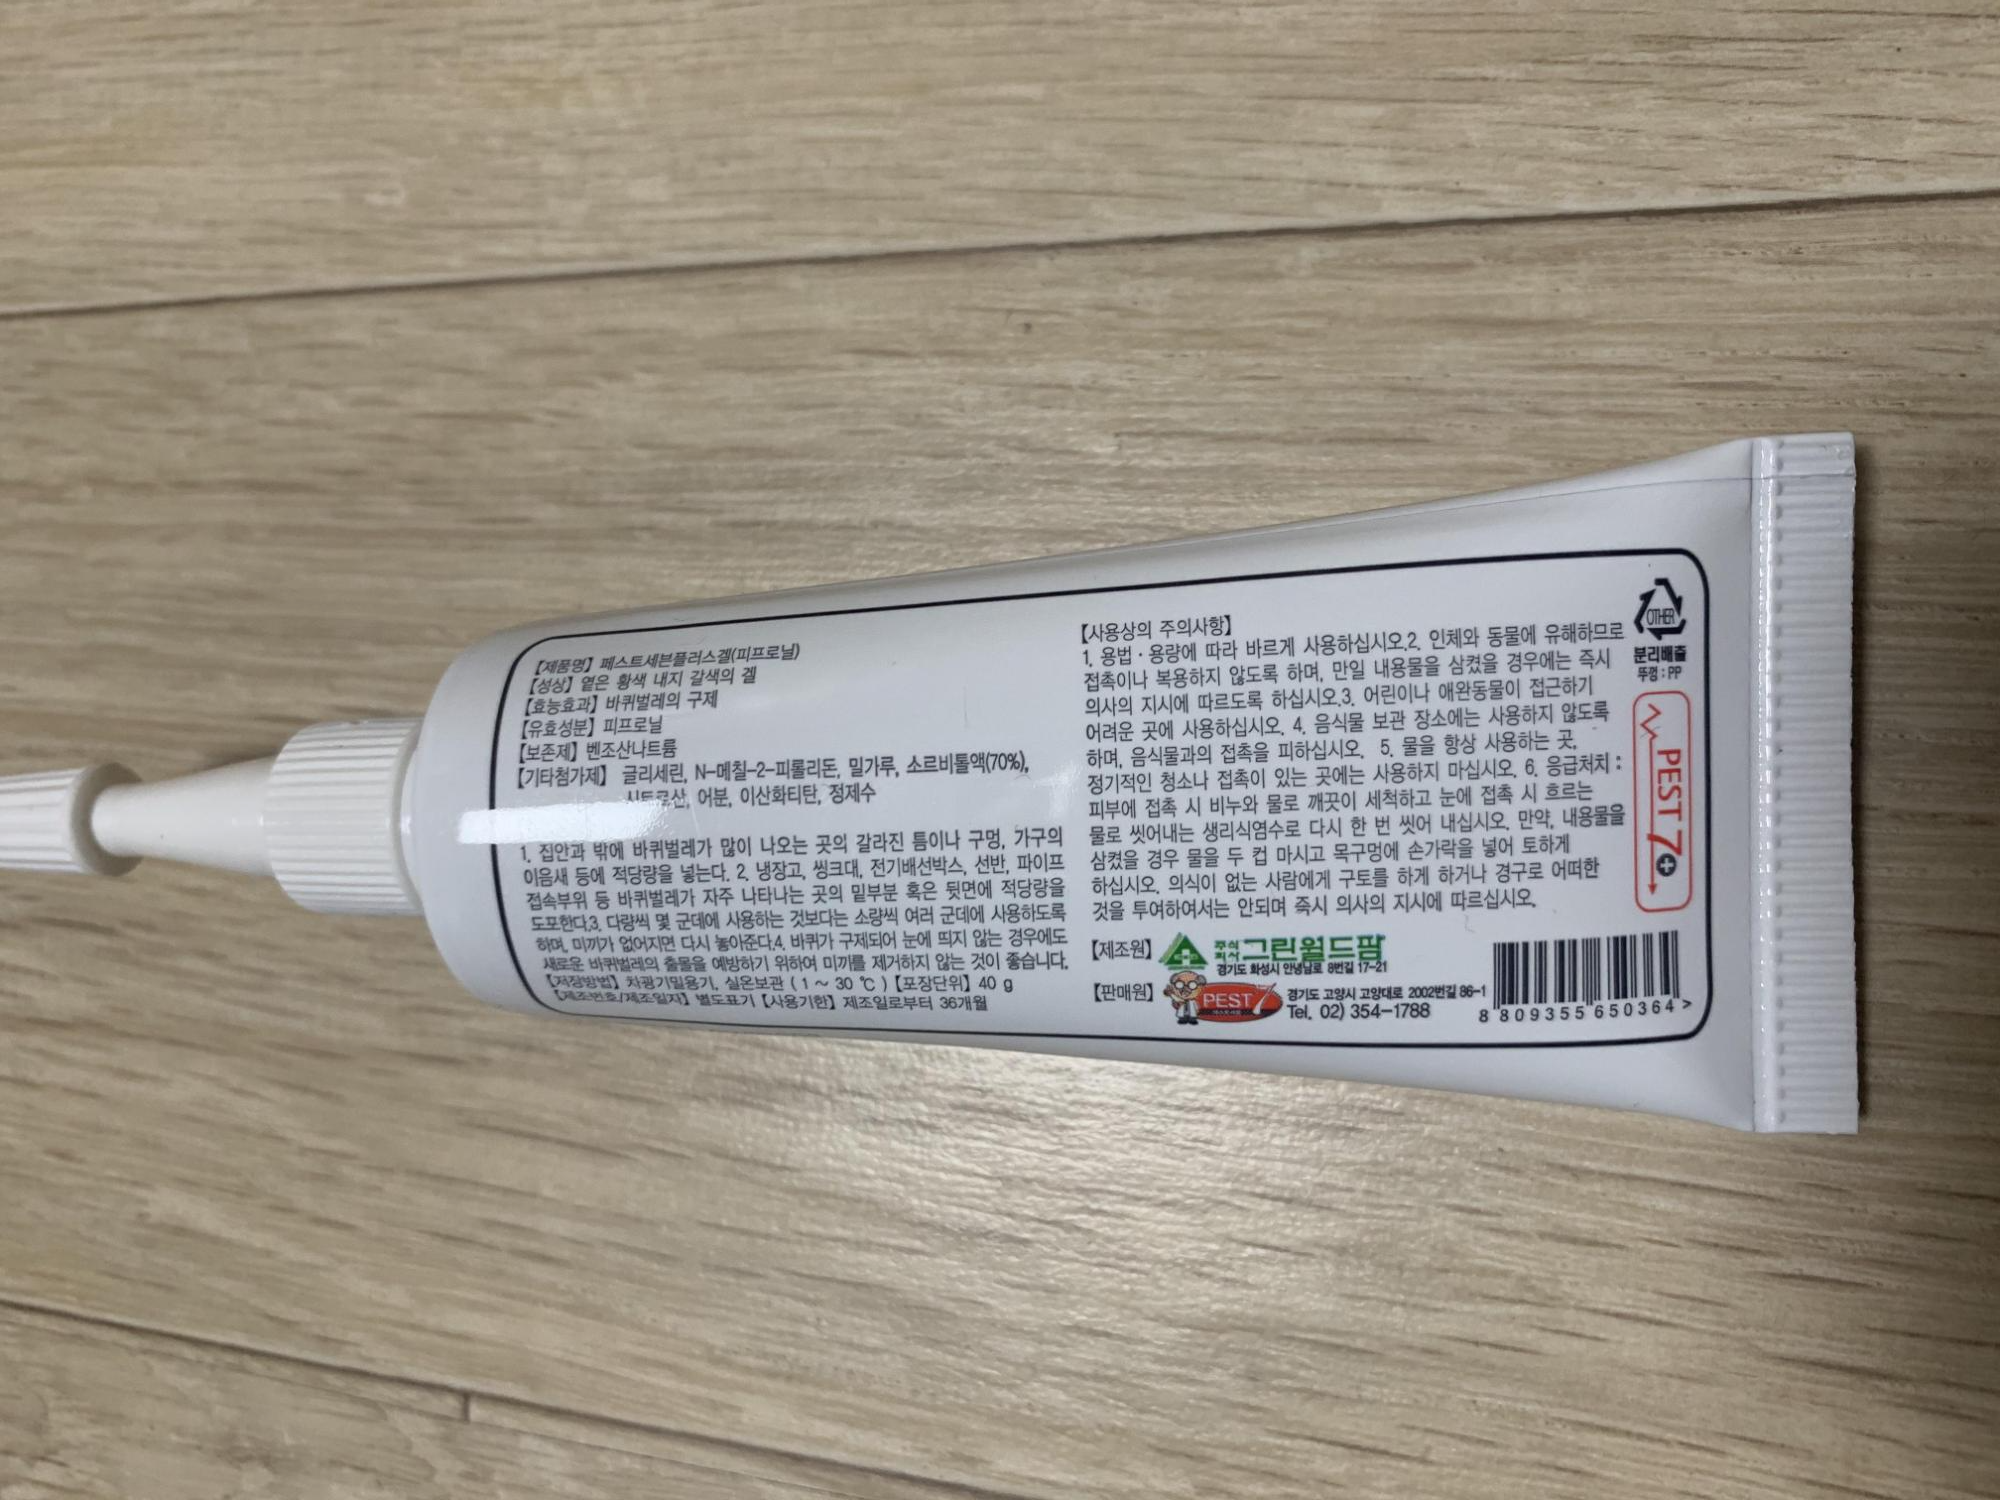 【제품명】 페스트세븐플러스겔(피프로닐)
【성상】 옅은 황색 내지 갈색의 겔
【효능효과】 바퀴벌레의 구제
【유효성분】 피프로닐
【보존제】 벤조산나트륨
【기타첨가제】 글리세린, N-메칠-2-피롤리돈, 밀가루, 소르비톨액(70%),
시트르산, 어분, 이산화티탄, 정제수
1. 집안과 밖에 바퀴벌레가 많이 나오는 곳의 갈라진 틈이나 구멍, 가구의
이음새 등에 적당량을 넣는다. 2. 냉장고, 씽크대, 전기배선박스, 선반, 파이프
접속부위 등 바퀴벌레가 자주 나타나는 곳의 밑부분 혹은 뒷면에 적당량을
도포한다.3. 다량씩 몇 군데에 사용하는 것보다는 소량씩 여러 군데에 사용하도록
하며, 미끼가 없어지면 다시 놓아준다.4. 바퀴가 구제되어 눈에 띄지 않는 경우에도
새로운 바퀴벌레의 출몰을 예방하기 위하여 미끼를 제거하지 않는 것이 좋습니다.
【저장방법】 차광기밀용기, 실온보관 ( 1 ~ 30 ℃ ) 【포장단위】 40 g
【제조번호/제조일자】 별도표기 【사용기한】 제조일로부터 36개월
【사용상의 주의사항】
1. 용법·용량에 따라 바르게 사용하십시오.2. 인체와 동물에 유해하므로
접촉이나 복용하지 않도록 하며, 만일 내용물을 삼켰을 경우에는 즉시
의사의 지시에 따르도록 하십시오.3. 어린이나 애완동물이 접근하기
어려운 곳에 사용하십시오. 4. 음식물 보관 장소에는 사용하지 않도록
하며, 음식물과의 접촉을 피하십시오. 5. 물을 항상 사용하는 곳,
정기적인 청소나 접촉이 있는 곳에는 사용하지 마십시오. 6. 응급처치 :
피부에 접촉 시 비누와 물로 깨끗이 세척하고 눈에 접촉 시 흐르는
물로 씻어내는 생리식염수로 다시 한 번 씻어 내십시오. 만약, 내용물을
삼켰을 경우 물을 두 컵 마시고 목구멍에 손가락을 넣어 토하게
하십시오. 의식이 없는 사람에게 구토를 하게 하거나 경구로 어떠한
것을 투여하여서는 안되며 즉시 의사의 지시에 따르십시오.
【제조원】 주식회사 그린월드팜
경기도 화성시 안녕남로 8번길 17-21
【판매원】 PEST 7 경기도 고양시 고양대로 2002번길 86-1
Tel. 02) 354-1788
8 809355 650364 >
OTHER
분리배출
뚜껑 : PP
PEST 7+